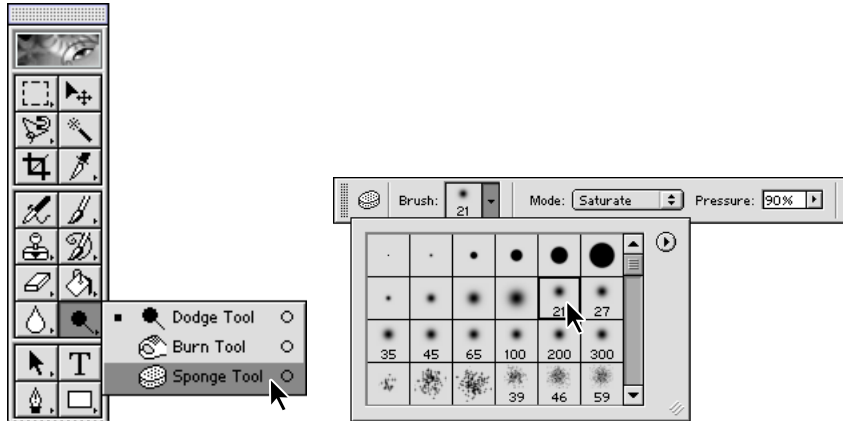 Brush: 21 Mode: Saturate Pressure: 90%
21 27
35 45 65 100 200 300
39 46 59
T
Dodge Tool O
Burn Tool O
Sponge Tool O